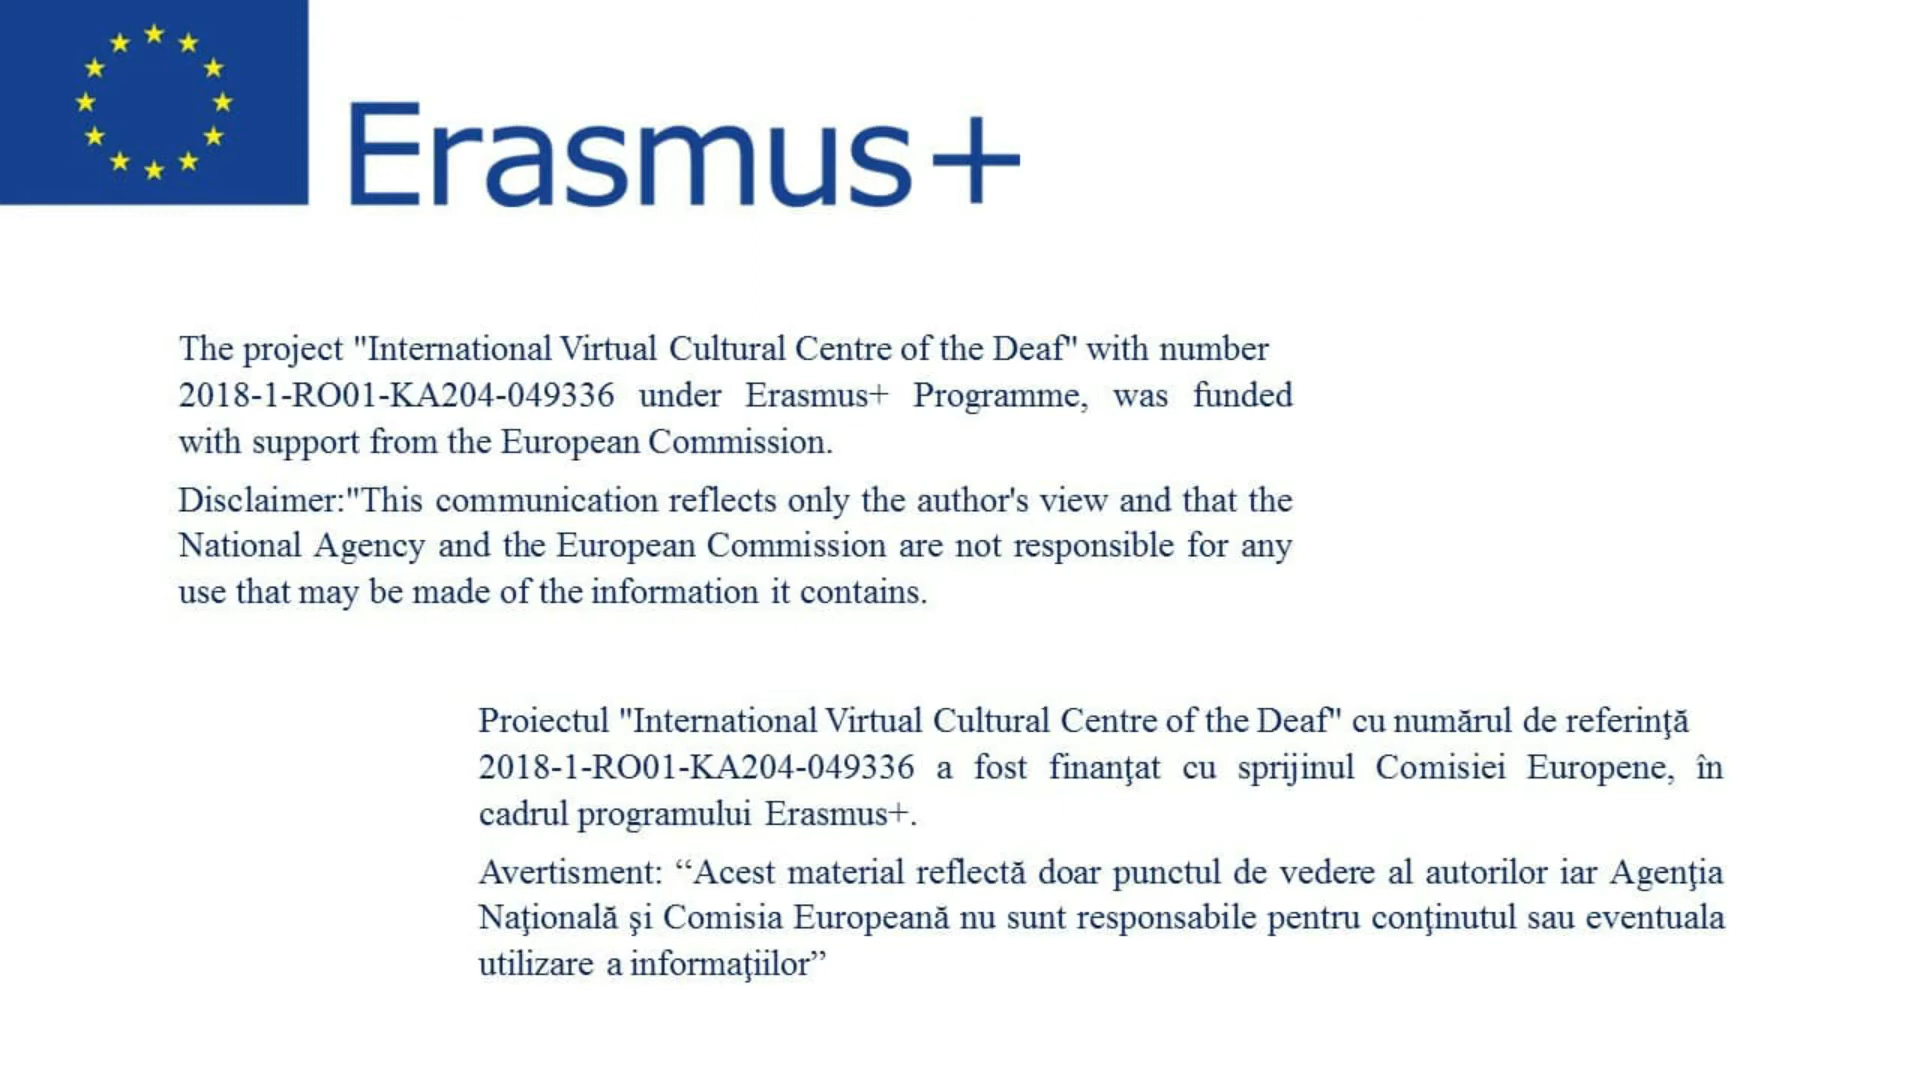 Erasmus+
The project "International Virtual Cultural Centre of the Deaf" with number
2018-1-RO01-KA204-049336 under Erasmus+ Programme, was funded
with support from the European Commission.
Disclaimer:"This communication reflects only the author's view and that the
National Agency and the European Commission are not responsible for any
use that may be made of the information it contains.
Proiectul "International Virtual Cultural Centre of the Deaf" cu numărul de referinţă
2018-1-RO01-KA204-049336 a fost finanţat cu sprijinul Comisiei Europene, în
cadrul programului Erasmus+.
Avertisment: “Acest material reflectă doar punctul de vedere al autorilor iar Agenţia
Naţională şi Comisia Europeană nu sunt responsabile pentru conţinutul sau eventuala
utilizare a informaţiilor”